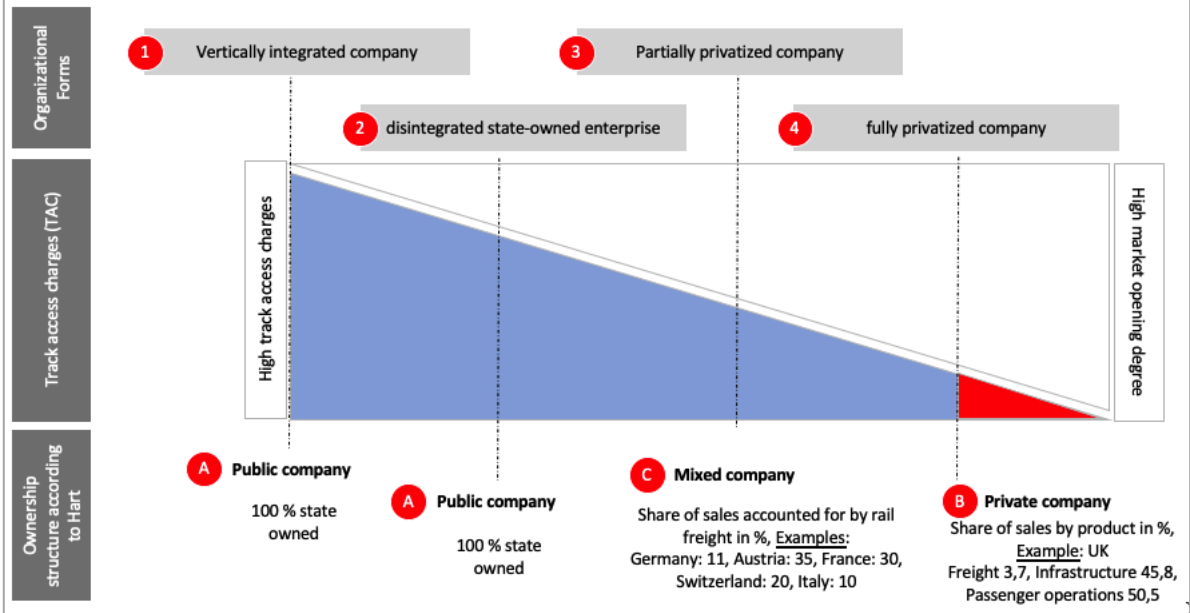 Organizational
Forms
1
Vertically integrated company
3
Partially privatized company
2
disintegrated state-owned enterprise
4
fully privatized company
Track access charges (TAC)
High track access charges
High market opening
degree
Ownership
structure according
to Hart
A
Public company
100 % state
owned
A
Public company
100 % state
owned
C
Mixed company
Share of sales accounted for by rail
freight in %, Examples:
Germany: 11, Austria: 35, France: 30,
Switzerland: 20, Italy: 10
B
Private company
Share of sales by product in %,
Example: UK
Freight 3,7, Infrastructure 45,8,
Passenger operations 50,5